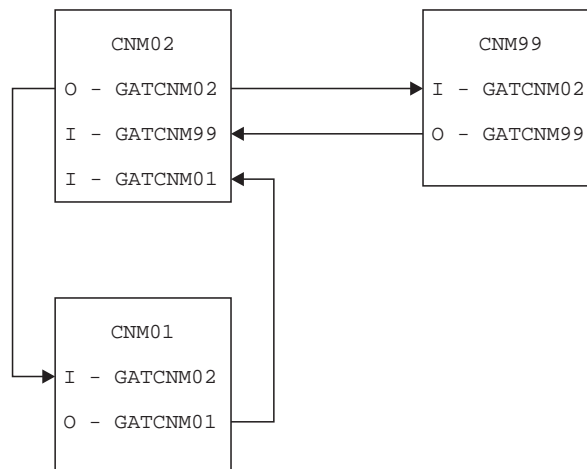 CNM02
O - GATCNM02
I - GATCNM99
I - GATCNM01
CNM99
I - GATCNM02
O - GATCNM99
CNM01
I - GATCNM02
O - GATCNM01